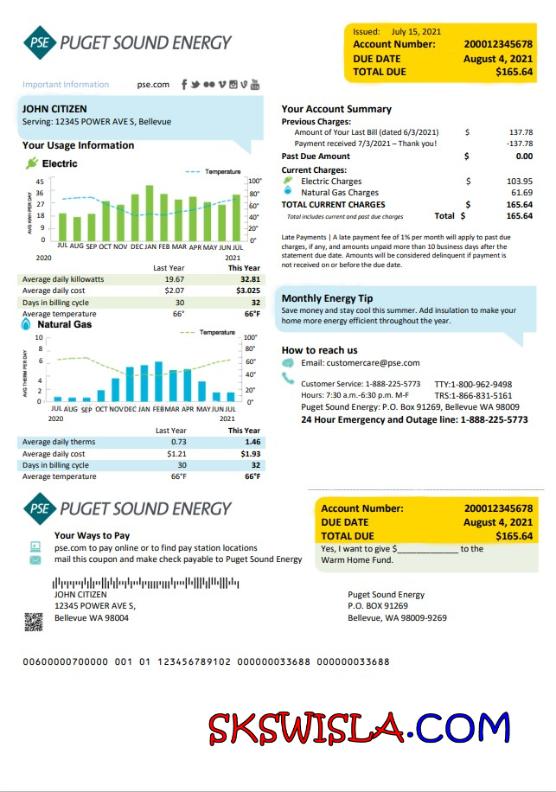 PSE PUGET SOUND ENERGY
Issued: July 15, 2021
Account Number: 200012345678
DUE DATE August 4, 2021
TOTAL DUE $165.64
Important Information pse.com
JOHN CITIZEN
Serving: 12345 POWER AVE S, Bellevue
Your Usage Information
Electric
Temperature
AVG KWH PER DAY
45
36
27
18
9
0
100°
80°
60°
40°
20°
0°
JUL AUG SEP OCT NOV DEC JAN FEB MAR APR MAY JUN JUL
2020 2021
Last Year This Year
Average daily killowatts 19.67 32.81
Average daily cost $2.07 $3.025
Days in billing cycle 30 32
Average temperature 66° 66°F
Natural Gas
Temperature
AVG THERM PER DAY
10
8
6
4
2
0
100°
80°
60°
40°
20°
0°
JUL AUG SEP OCT NOV DEC JAN FEB MAR APR MAY JUN JUL
2020 2021
Last Year This Year
Average daily therms 0.73 1.46
Average daily cost $1.21 $1.93
Days in billing cycle 30 32
Average temperature 66°F 66°F
Your Account Summary
Previous Charges:
Amount of Your Last Bill (dated 6/3/2021) $ 137.78
Payment received 7/3/2021 – Thank you! -137.78
Past Due Amount $ 0.00
Current Charges:
Electric Charges $ 103.95
Natural Gas Charges 61.69
TOTAL CURRENT CHARGES $ 165.64
Total includes current and past due charges Total $ 165.64
Late Payments | A late payment fee of 1% per month will apply to past due
charges, if any, and amounts unpaid more than 10 business days after the
statement due date. Amounts will be considered delinquent if payment is
not received on or before the due date.
Monthly Energy Tip
Save money and stay cool this summer. Add insulation to make your
home more energy efficient throughout the year.
How to reach us
Email: customercare@pse.com
Customer Service: 1-888-225-5773 TTY:1-800-962-9498
Hours: 7:30 a.m.-6:30 p.m. M-F TRS:1-866-831-5161
Puget Sound Energy: P.O. Box 91269, Bellevue WA 98009
24 Hour Emergency and Outage line: 1-888-225-5773
PSE PUGET SOUND ENERGY
Account Number: 200012345678
DUE DATE August 4, 2021
TOTAL DUE $165.64
Yes, I want to give $____________ to the
Warm Home Fund.
Your Ways to Pay
pse.com to pay online or to find pay station locations
mail this coupon and make check payable to Puget Sound Energy
JOHN CITIZEN
12345 POWER AVE S,
Bellevue WA 98004
Puget Sound Energy
P.O. BOX 91269
Bellevue, WA 98009-9269
00600000700000 001 01 123456789102 000000033688 000000033688
SKSWISLA.COM